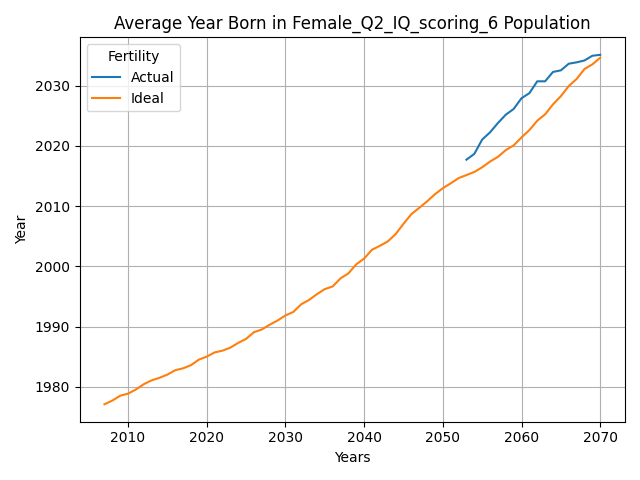 Average Year Born in Female_Q2_IQ_scoring_6 Population
Fertility
Actual
Ideal
Year
2030
2020
2010
2000
1990
1980
2010 2020 2030 2040 2050 2060 2070
Years